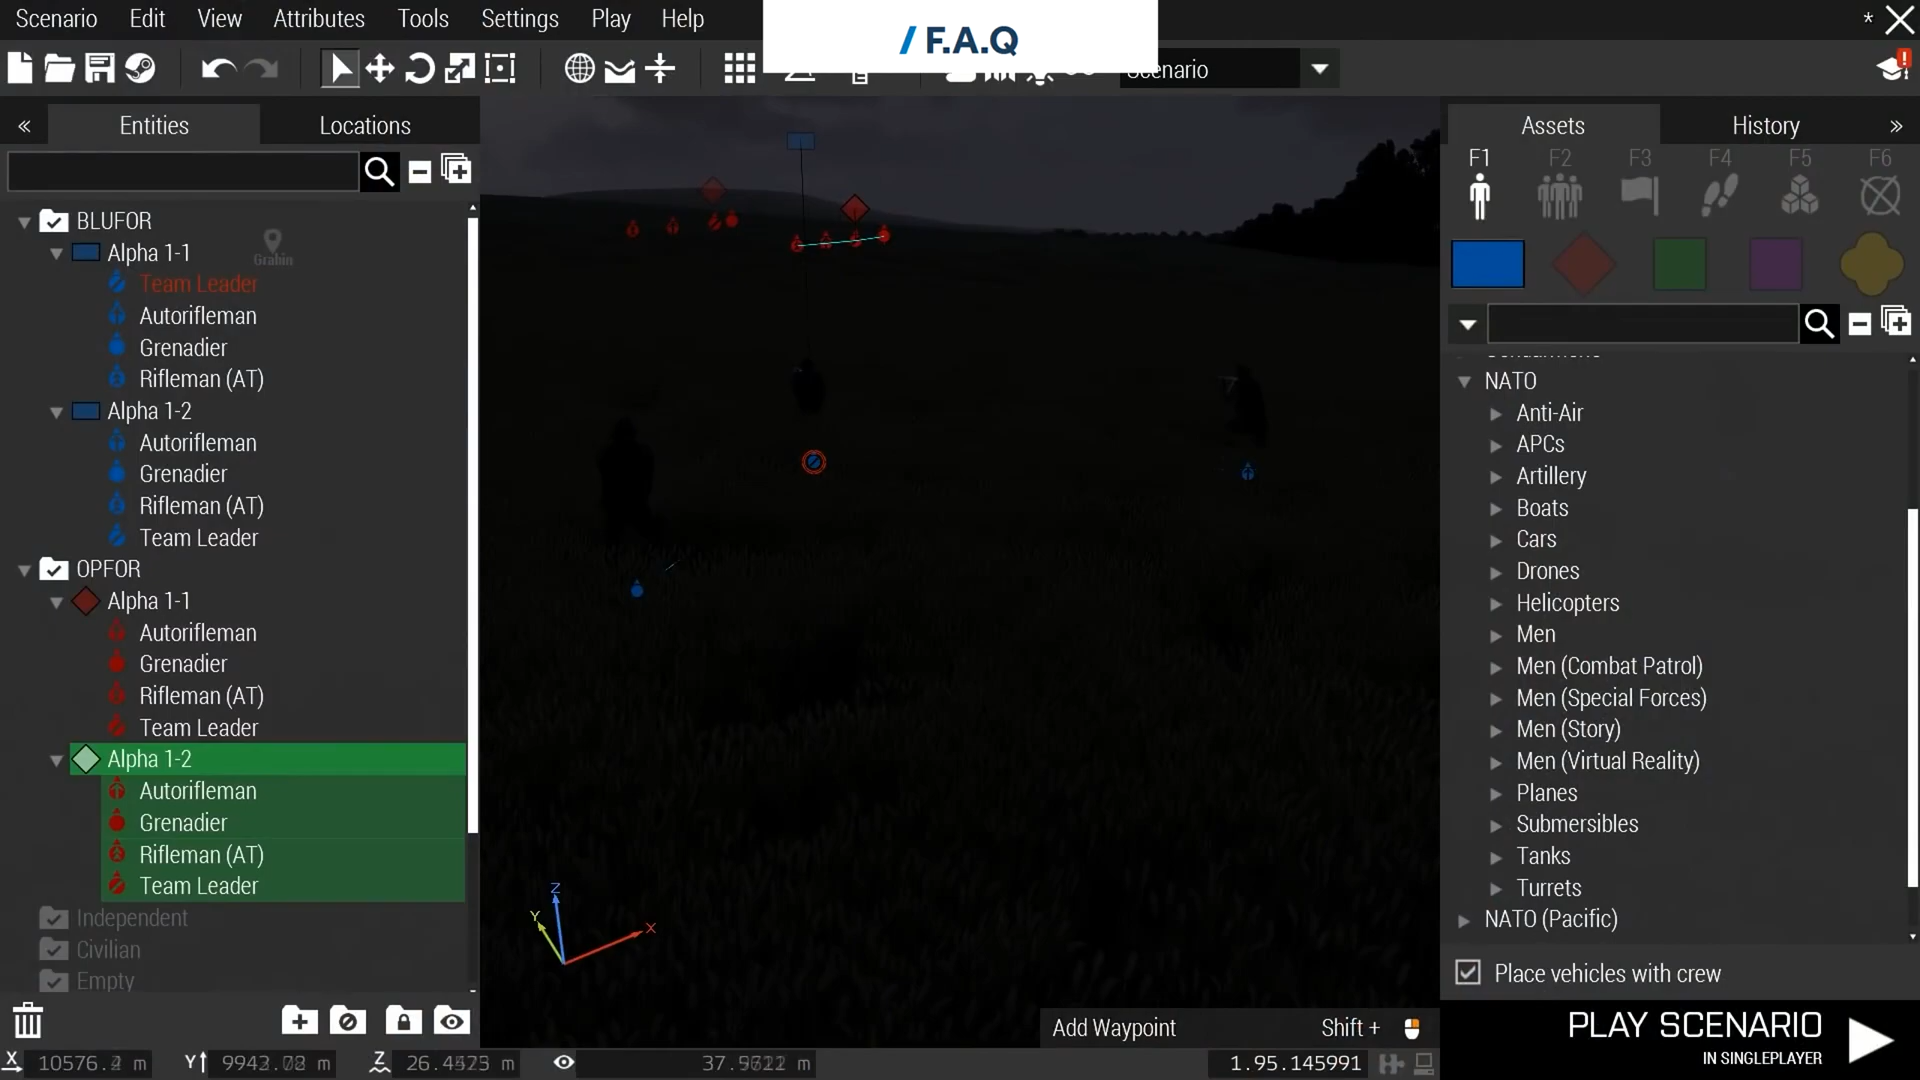 Scenario Edit View Attributes Tools Settings Play Help
/ F.A.Q
*
Scenario
Entities Locations
Assets History
F1 F2 F3 F4 F5 F6
BLUFOR
Alpha 1-1
Grabin
Team Leader
Autorifleman
Grenadier
Rifleman (AT)
Alpha 1-2
Autorifleman
Grenadier
Rifleman (AT)
Team Leader
OPFOR
Alpha 1-1
Autorifleman
Grenadier
Rifleman (AT)
Team Leader
Alpha 1-2
Autorifleman
Grenadier
Rifleman (AT)
Team Leader
Independent
Civilian
Empty
Z
Y
X
NATO
Anti-Air
APCs
Artillery
Boats
Cars
Drones
Helicopters
Men
Men (Combat Patrol)
Men (Special Forces)
Men (Story)
Men (Virtual Reality)
Planes
Submersibles
Tanks
Turrets
NATO (Pacific)
Place vehicles with crew
Add Waypoint Shift +
PLAY SCENARIO
IN SINGLEPLAYER
X m Y m Z m m 1.95.145991